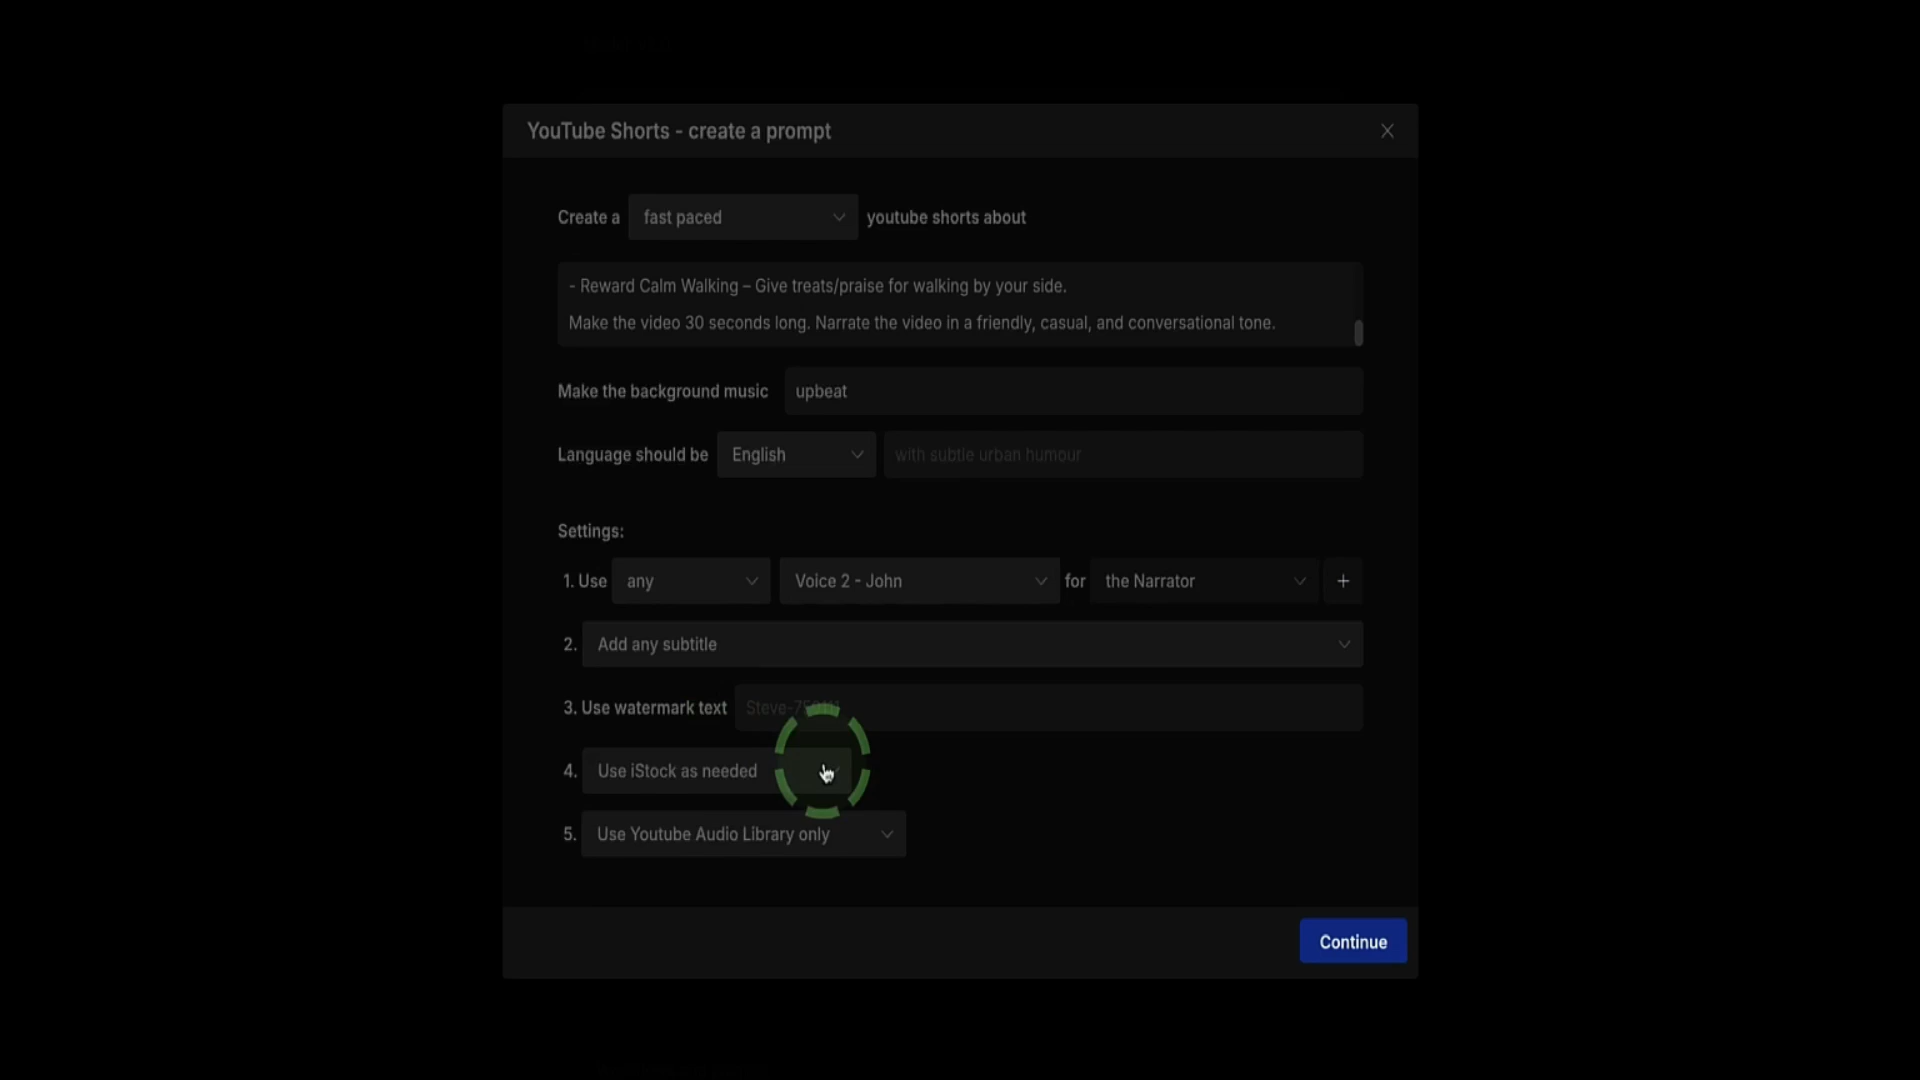 YouTube Shorts - create a prompt
Create a fast paced youtube shorts about
- Reward Calm Walking – Give treats/praise for walking by your side.
Make the video 30 seconds long. Narrate the video in a friendly, casual, and conversational tone.
Make the background music upbeat
Language should be English with subtle urban humour
Settings:
1. Use any Voice 2 - John for the Narrator +
2. Add any subtitle
3. Use watermark text
4. Use iStock as needed
5. Use Youtube Audio Library only
Continue